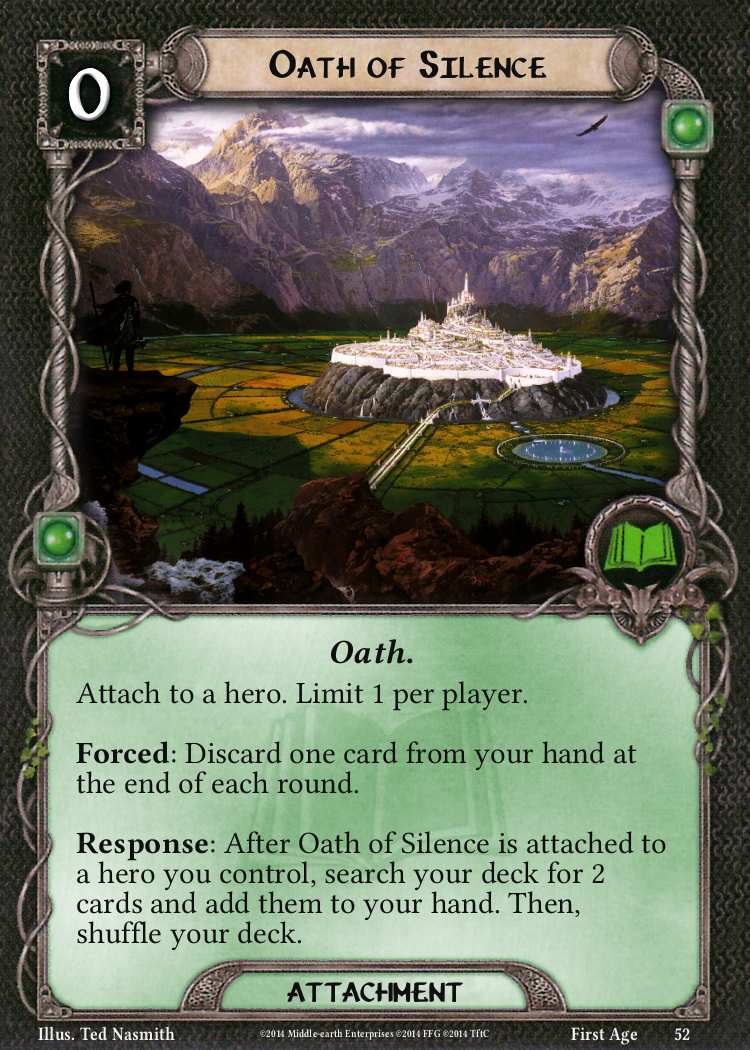 0
Oath of Silence
Oath.
Attach to a hero. Limit 1 per player.
Forced: Discard one card from your hand at
the end of each round.
Response: After Oath of Silence is attached to
a hero you control, search your deck for 2
cards and add them to your hand. Then,
shuffle your deck.
Attachment
Illus. Ted Nasmith ©2014 Middle-earth Enterprises ©2014 FFG ©2014 TftC First Age 52